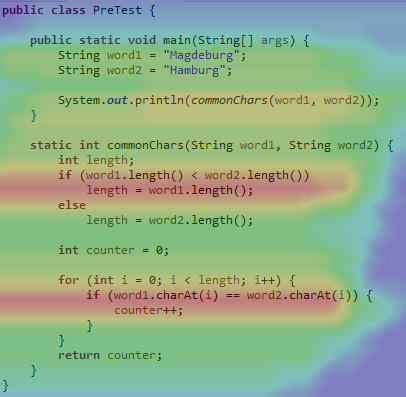 public class PreTest {
public static void main(String[] args) {
String word1 = "Magdeburg";
String word2 = "Hamburg";
System.out.println(commonChars(word1, word2));
}
static int commonChars(String word1, String word2) {
int length;
if (word1.length() < word2.length())
length = word1.length();
else
length = word2.length();
int counter = 0;
for (int i = 0; i < length; i++) {
if (word1.charAt(i) == word2.charAt(i)) {
counter++;
}
}
return counter;
}
}